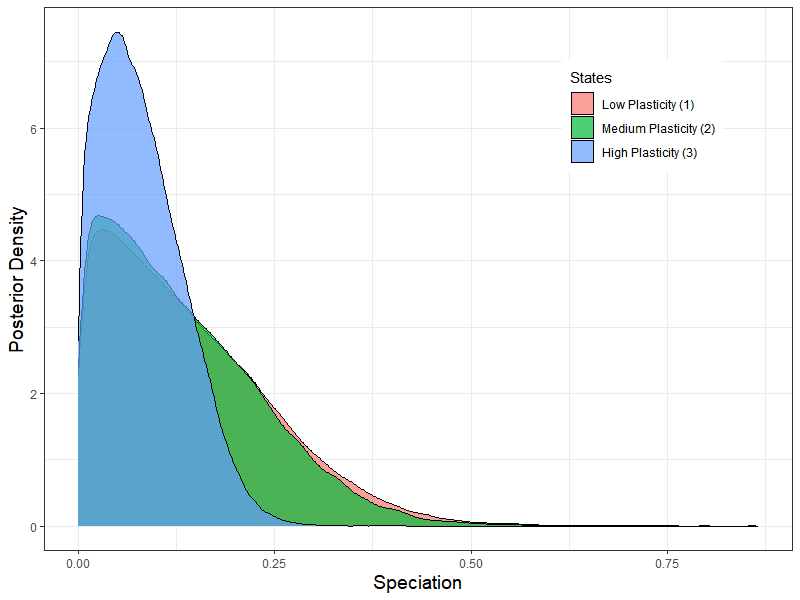 States
Low Plasticity (1)
Medium Plasticity (2)
High Plasticity (3)
Posterior Density
6
4
2
0
0.00 0.25 0.50 0.75
Speciation